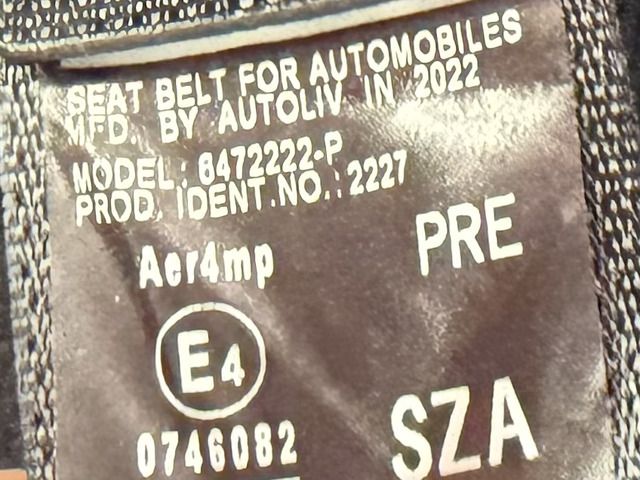 SEAT BELT FOR AUTOMOBILES
MFD. BY AUTOLIV IN 2022
MODEL: 6472222-P
PROD. IDENT.NO.: 2227
Aer4mp
PRE
E4
0746082
SZA